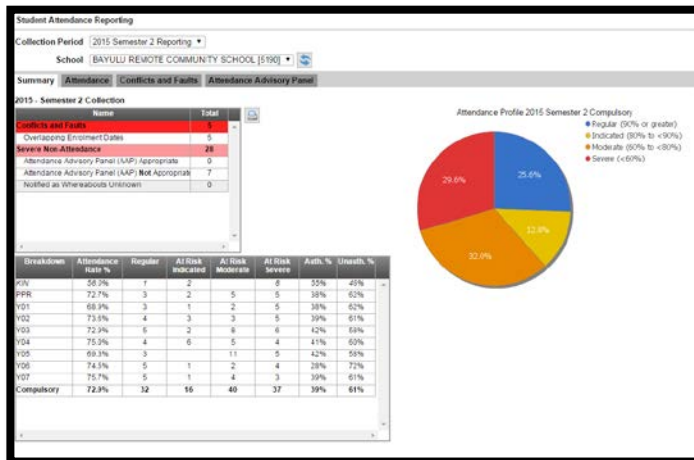 Student Attendance Reporting
Collection Period 2015 Semester 2 Reporting
School BAYULU REMOTE COMMUNITY SCHOOL [5190]
Summary Attendance Conflicts and Faults Attendance Advisory Panel
2015 - Semester 2 Collection
Name Total
Conflicts and Faults 5
Overlapping Enrolment Dates 5
Severe Non-Attendance 28
Attendance Advisory Panel (AAP) Appropriate 0
Attendance Advisory Panel (AAP) Not Appropriate 7
Notified as Whereabouts Unknown 0
Attendance Profile 2015 Semester 2 Compulsory
Regular (90% or greater)
Indicated (80% to <90%)
Moderate (60% to <80%)
Severe (<60%)
29.6%
25.6%
12.8%
32.0%
Breakdown Attendance Rate % Regular At Risk Indicated At Risk Moderate At Risk Severe Auth. % Unauth. %
KIN 1 2 6 55% 45%
PPR 72.7% 3 2 5 5 38% 62%
Y01 68.9% 3 1 2 5 38% 62%
Y02 73.6% 4 3 3 5 39% 61%
Y03 72.9% 5 2 8 6 42% 58%
Y04 75.0% 4 6 5 4 41% 60%
Y05 69.3% 3 11 5 42% 58%
Y06 74.5% 5 1 2 4 28% 72%
Y07 75.7% 5 1 4 3 39% 61%
Compulsory 72.9% 32 16 40 37 39% 61%